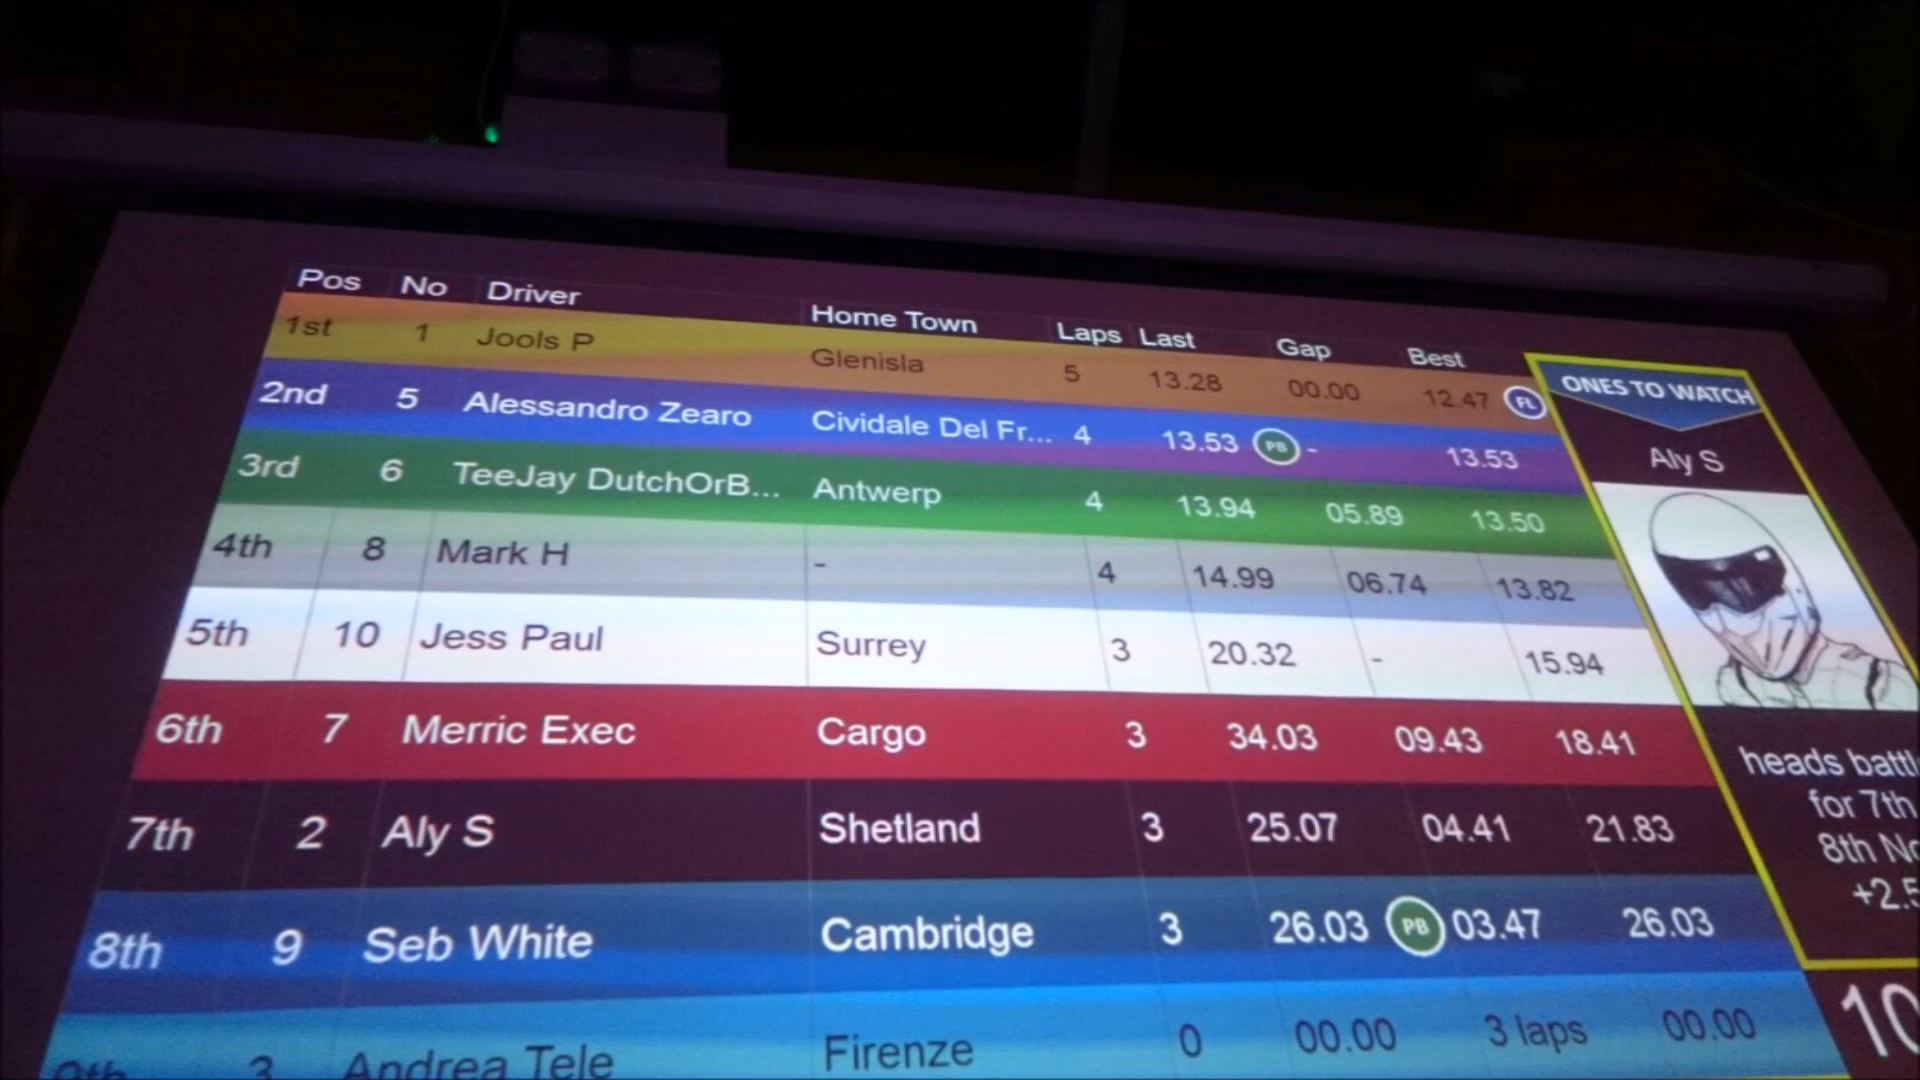 Pos No Driver Home Town Laps Last Gap Best
1st 1 Jools P Glenisla 5 13.28 00.00 12.47 FL
2nd 5 Alessandro Zearo Cividale Del Fr... 4 13.53 PB - 13.53
3rd 6 TeeJay DutchOrB... Antwerp 4 13.94 05.89 13.50
4th 8 Mark H - 4 14.99 06.74 13.82
5th 10 Jess Paul Surrey 3 20.32 - 15.94
6th 7 Merric Exec Cargo 3 34.03 09.43 18.41
7th 2 Aly S Shetland 3 25.07 04.41 21.83
8th 9 Seb White Cambridge 3 26.03 PB 03.47 26.03
9th 3 Andrea Tele Firenze 0 00.00 3 laps 00.00
ONES TO WATCH
Aly S
heads battl
for 7th
8th No
+2.5
10